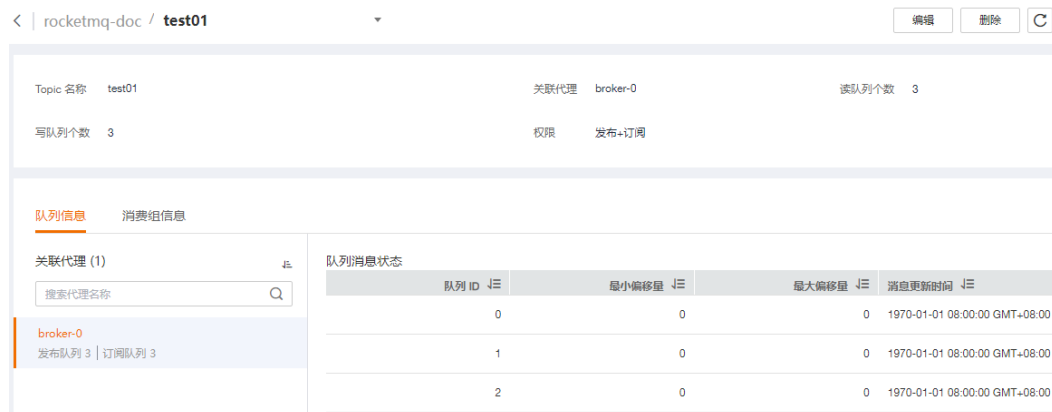 rocketmq-doc / test01
编辑 删除
Topic 名称 test01 关联代理 broker-0 读队列个数 3
写队列个数 3 权限 发布+订阅
队列信息 消费组信息
关联代理 (1) 队列消息状态
搜索代理名称 队列 ID 最小偏移量 最大偏移量 消息更新时间
0 0 0 1970-01-01 08:00:00 GMT+08:00
broker-0
发布队列 3 | 订阅队列 3
1 0 0 1970-01-01 08:00:00 GMT+08:00
2 0 0 1970-01-01 08:00:00 GMT+08:00